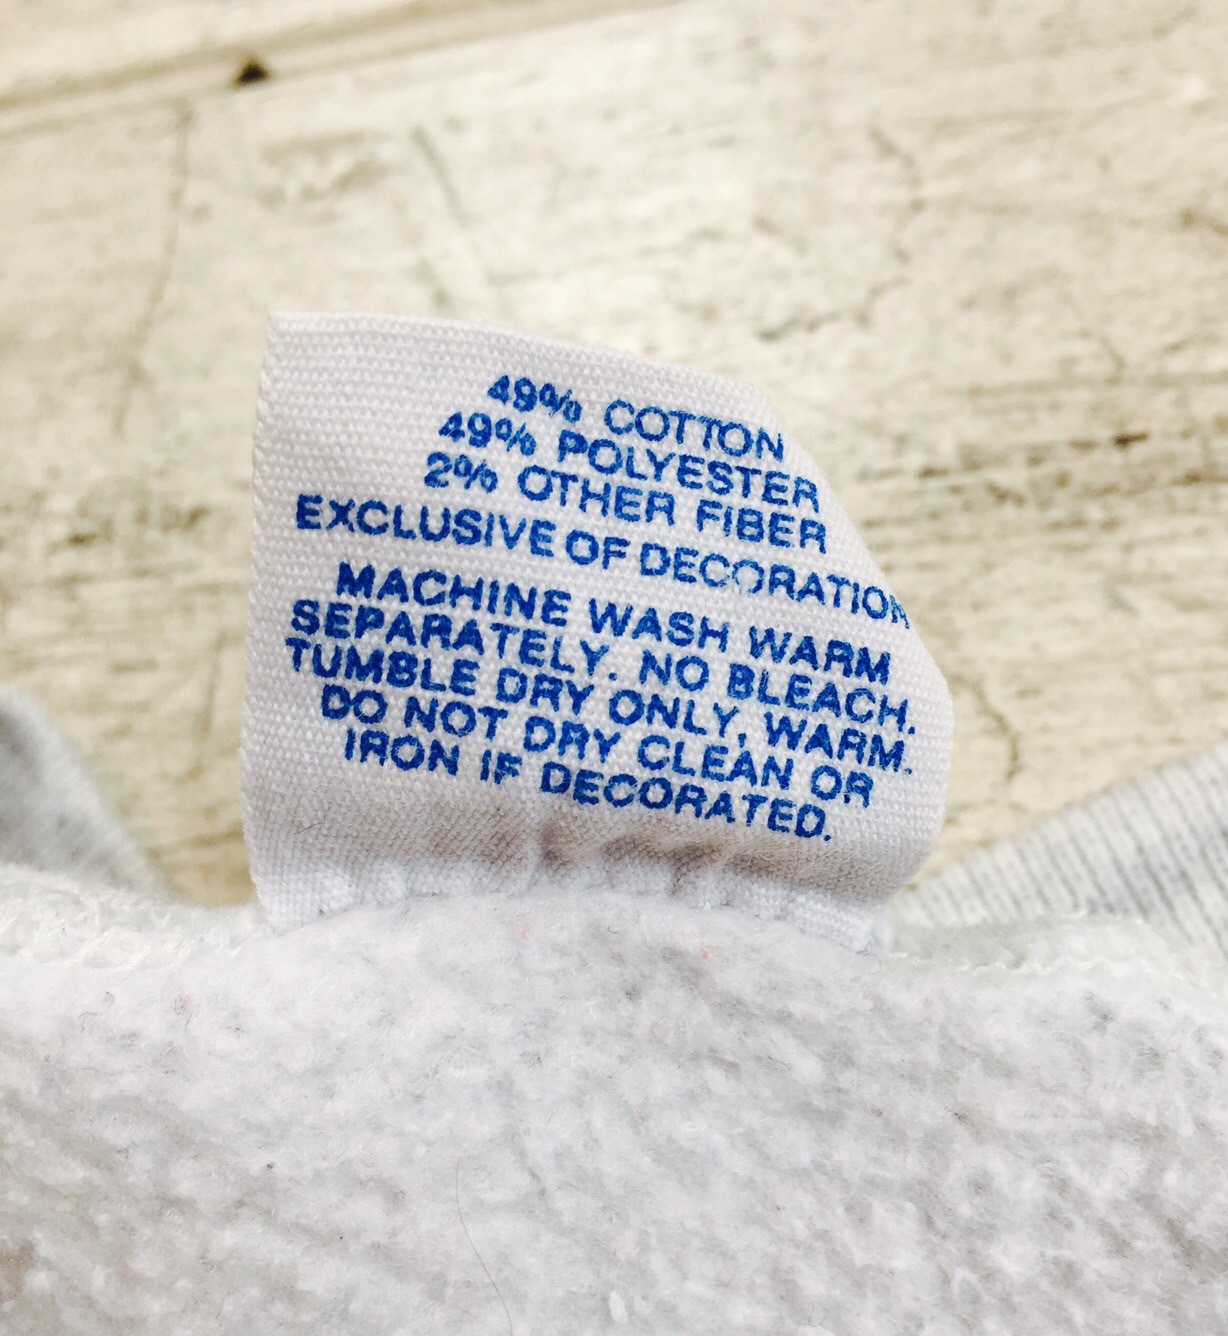 49% COTTON
49% POLYESTER
2% OTHER FIBER
EXCLUSIVE OF DECORATION
MACHINE WASH WARM
SEPARATELY. NO BLEACH.
TUMBLE DRY ONLY, WARM.
DO NOT DRY CLEAN OR
IRON IF DECORATED.